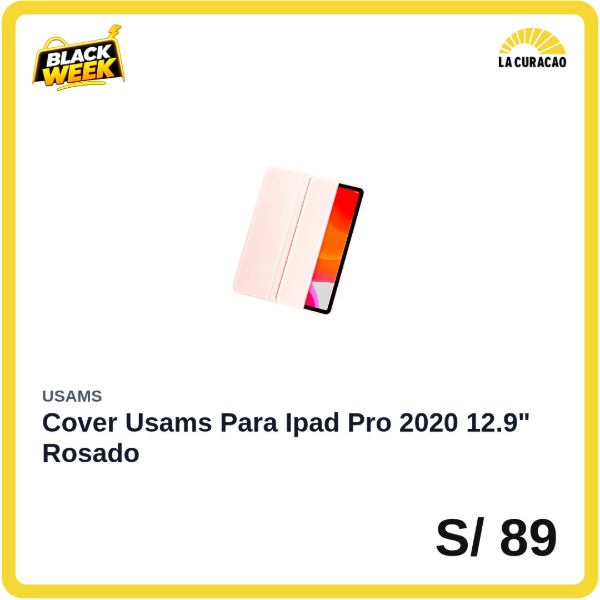 BLACK
WEEK
LA CURACAO
USAMS
Cover Usams Para Ipad Pro 2020 12.9"
Rosado
S/ 89